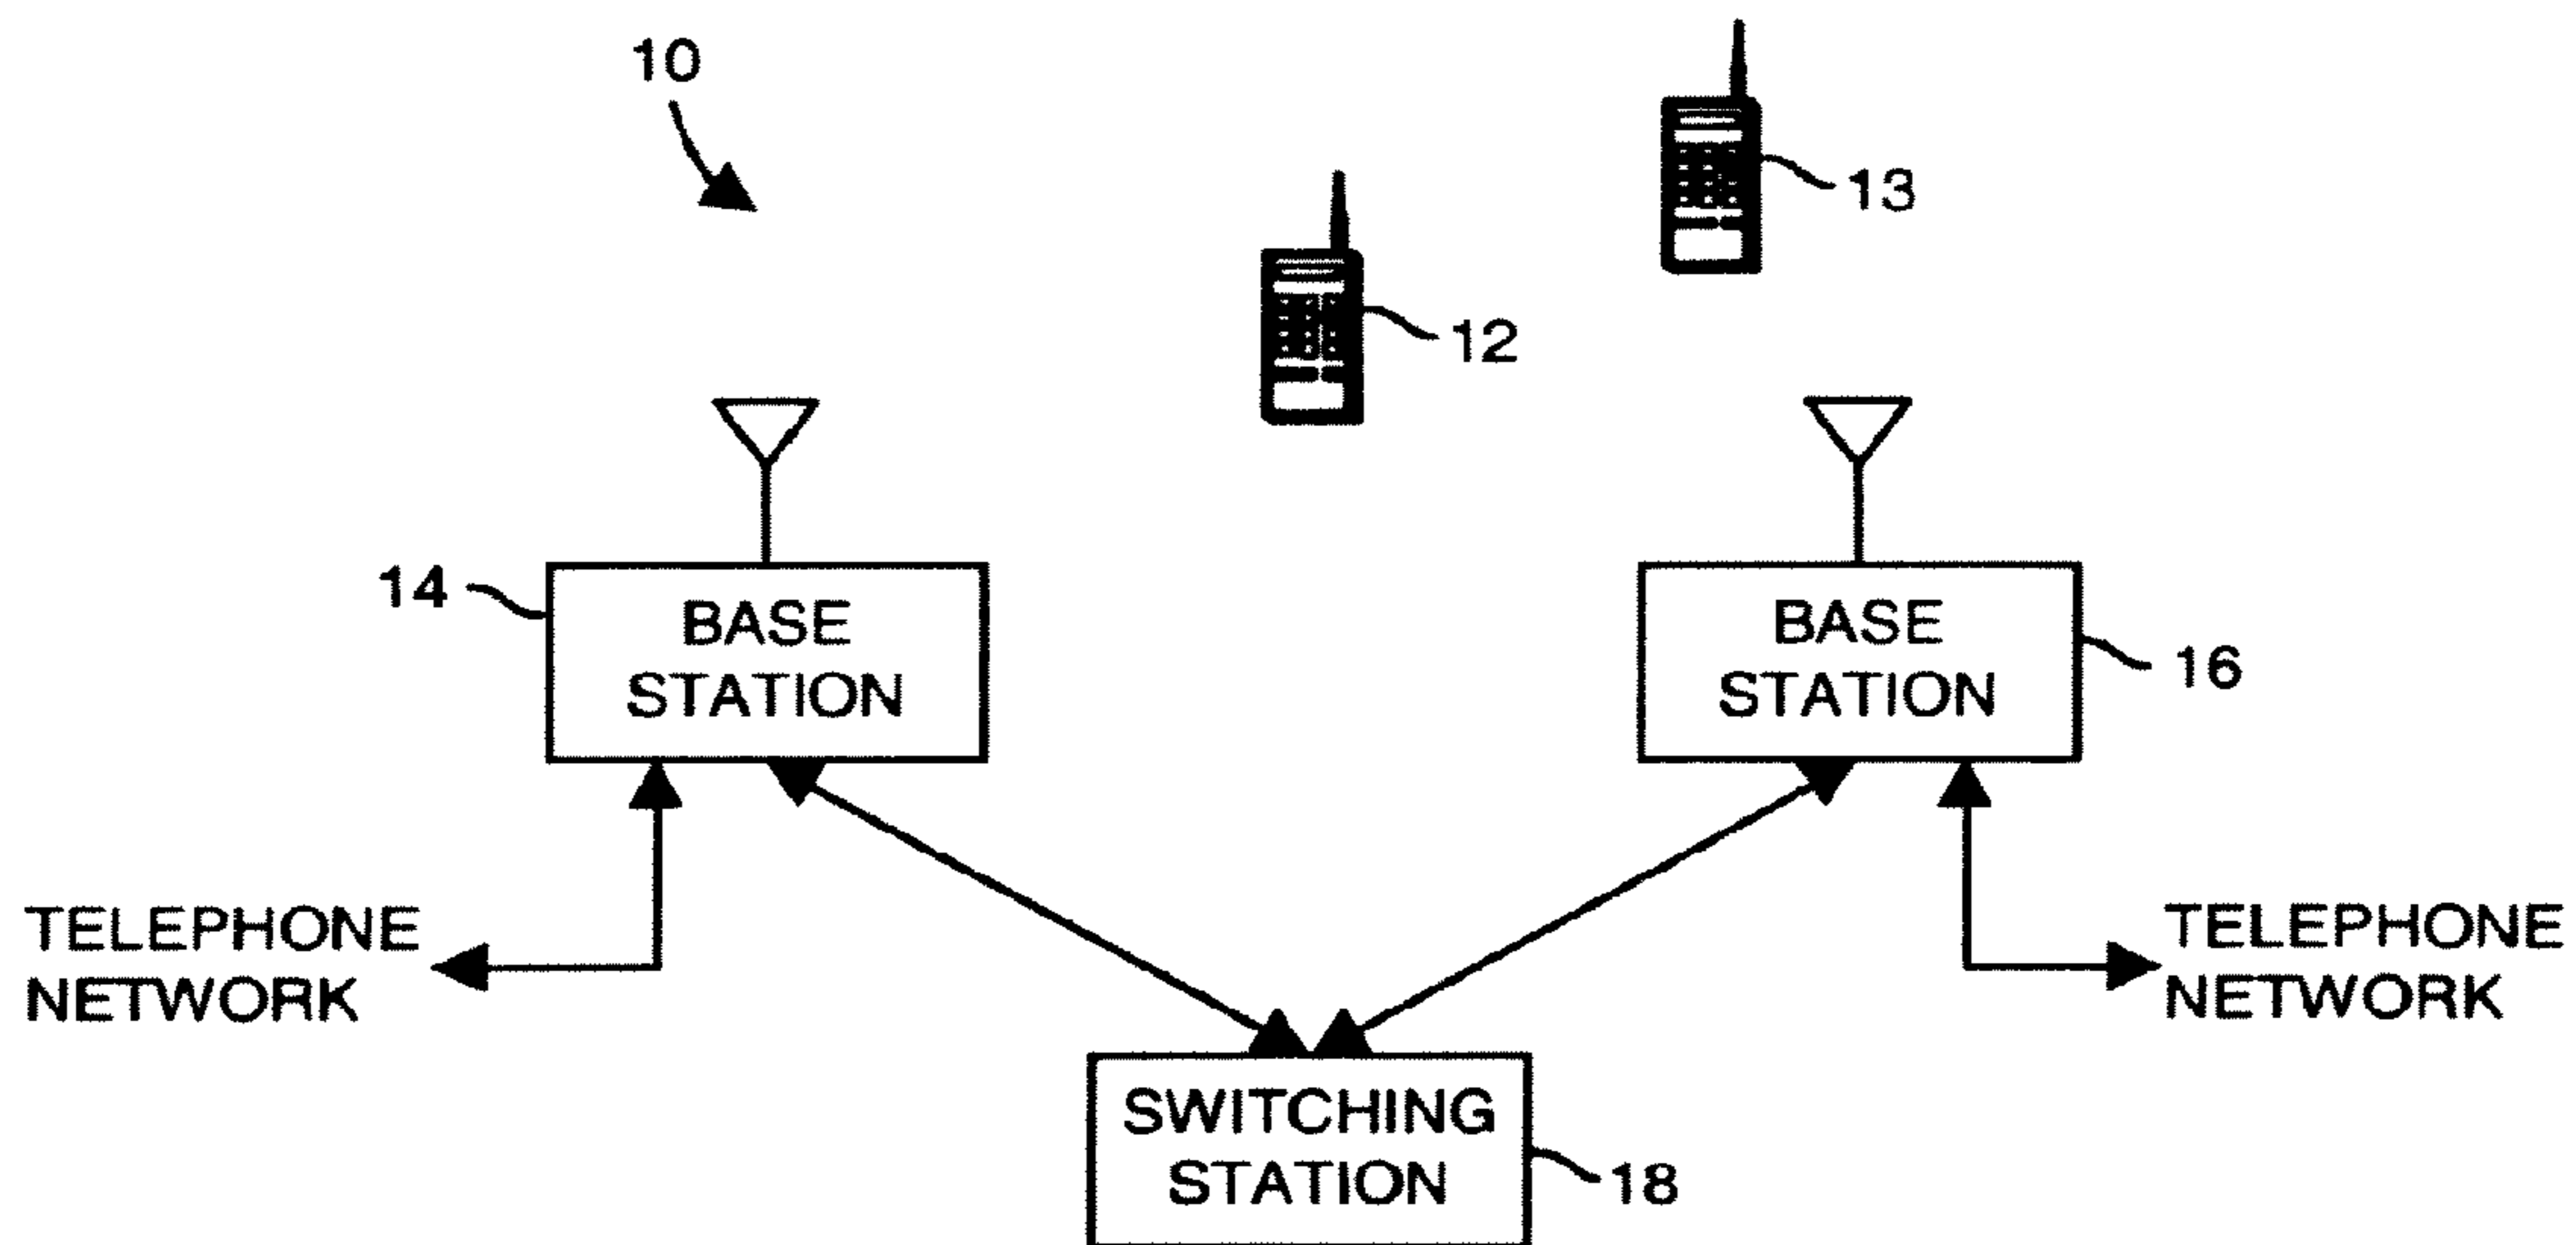 10
13
12
14
BASE
STATION
BASE
STATION
16
TELEPHONE
NETWORK
TELEPHONE
NETWORK
SWITCHING
STATION
18